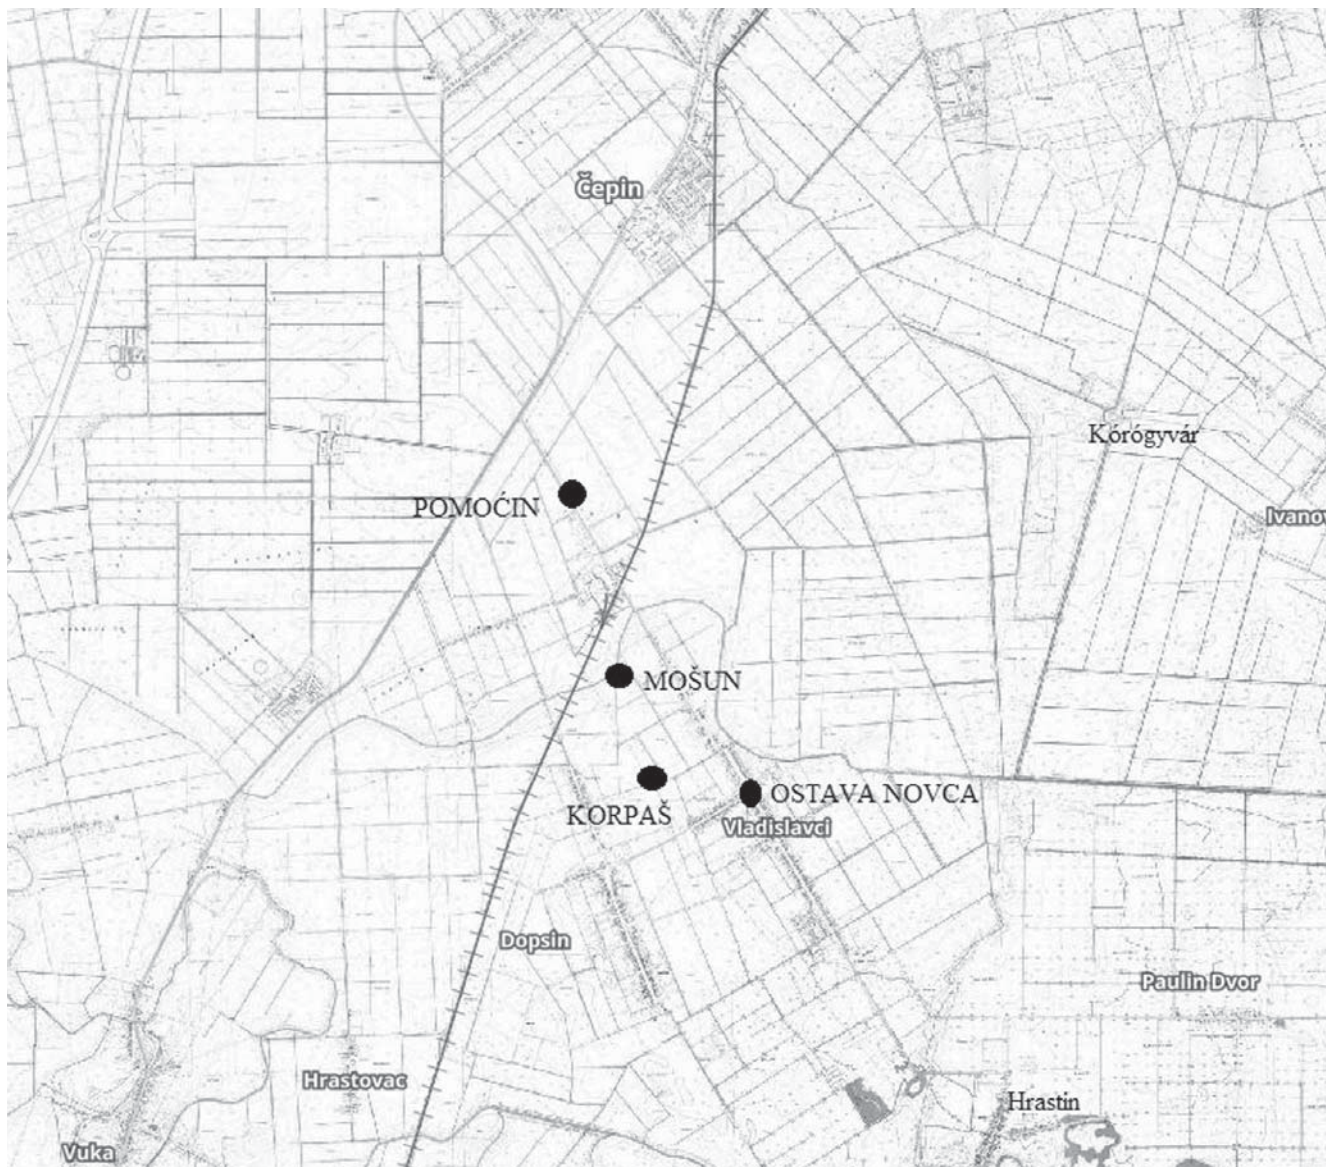 Čepin
Kórógyvár
POMOĆIN
Ivanov
MOŠUN
OSTAVA NOVCA
KORPAŠ
Vladislavci
Dopsin
Paulin Dvor
Hrastovac
Hrastin
Vuka